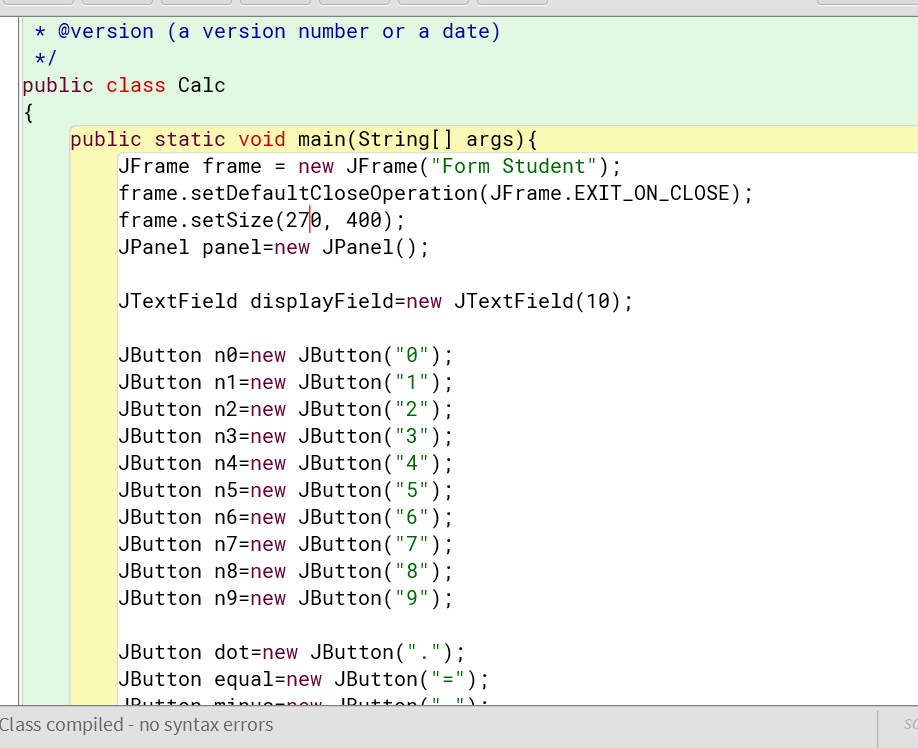 * @version (a version number or a date)
*/
public class Calc
{
public static void main(String[] args){
JFrame frame = new JFrame("Form Student");
frame.setDefaultCloseOperation(JFrame.EXIT_ON_CLOSE);
frame.setSize(270, 400);
JPanel panel=new JPanel();
JTextField displayField=new JTextField(10);
JButton n0=new JButton("0");
JButton n1=new JButton("1");
JButton n2=new JButton("2");
JButton n3=new JButton("3");
JButton n4=new JButton("4");
JButton n5=new JButton("5");
JButton n6=new JButton("6");
JButton n7=new JButton("7");
JButton n8=new JButton("8");
JButton n9=new JButton("9");
JButton dot=new JButton(".");
JButton equal=new JButton("=");
JButton minus=new JButton("-");
Class compiled - no syntax errors